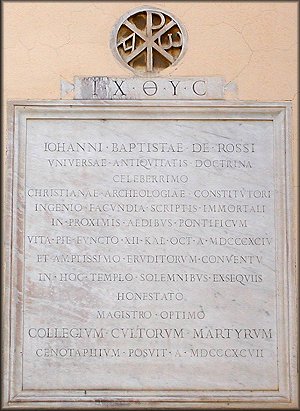 Α ☧ Ω
Ι·Χ·Θ·Υ·C
IOHANNI · BAPTISTAE · DE · ROSSI
VNIVERSAE · ANTIQVITATIS · DOCTRINA
CELEBERRIMO
CHRISTIANAE · ARCHEOLOGIAE · CONSTITVTORI
INGENIO · FACVNDIA · SCRIPTIS · IMMORTALI
IN · PROXIMIS · AEDIBVS · PONTIFICVM
VITA · PIE · FVNCTO · XII · KAL · OCT · A · MDCCCXCIV
ET · AMPLISSIMO · ERVDITORVM · CONVENTV
IN · HOC · TEMPLO · SOLEMNIBVS · EXSEQVIIS
HONESTATO
MAGISTRO · OPTIMO
COLLEGIVM · CVLTORVM · MARTYRVM
CENOTAPHIVM · POSVIT · A · MDCCCXCVII